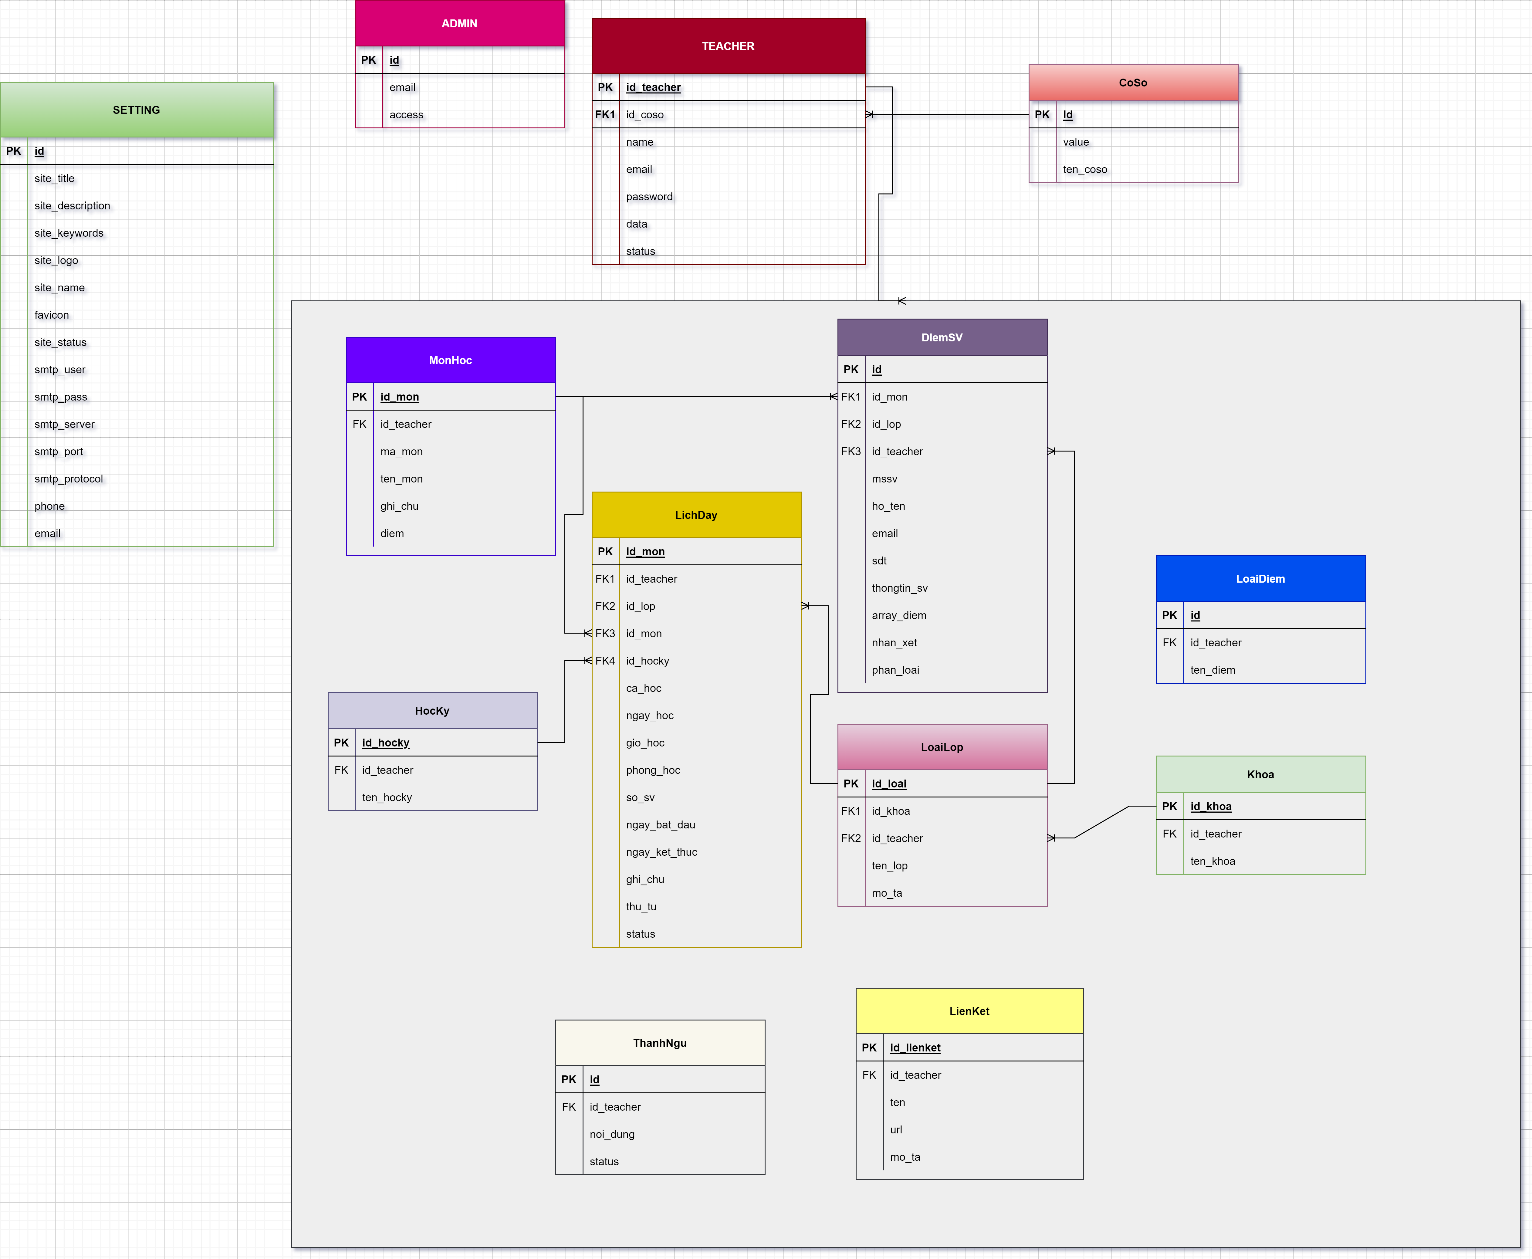 ADMIN
PK id
email
access
TEACHER
PK id_teacher
FK1 id_coso
name
email
password
data
status
CoSo
PK Id
value
ten_coso
SETTING
PK id
site_title
site_description
site_keywords
site_logo
site_name
favicon
site_status
smtp_user
smtp_pass
smtp_server
smtp_port
smtp_protocol
phone
email
MonHoc
PK id_mon
FK id_teacher
ma_mon
ten_mon
ghi_chu
diem
DIemSV
PK Id
FK1 id_mon
FK2 id_lop
FK3 id_teacher
mssv
ho_ten
email
sdt
thongtin_sv
array_diem
nhan_xet
phan_loai
LichDay
PK Id_mon
FK1 id_teacher
FK2 id_lop
FK3 id_mon
FK4 id_hocky
ca_hoc
ngay_hoc
gio_hoc
phong_hoc
so_sv
ngay_bat_dau
ngay_ket_thuc
ghi_chu
thu_tu
status
LoaiDiem
PK id
FK id_teacher
ten_diem
HocKy
PK id_hocky
FK id_teacher
ten_hocky
LoaiLop
PK id_loai
FK1 id_khoa
FK2 id_teacher
ten_lop
mo_ta
Khoa
PK id_khoa
FK id_teacher
ten_khoa
ThanhNgu
PK Id
FK id_teacher
noi_dung
status
LienKet
PK id_lienket
FK id_teacher
ten
url
mo_ta